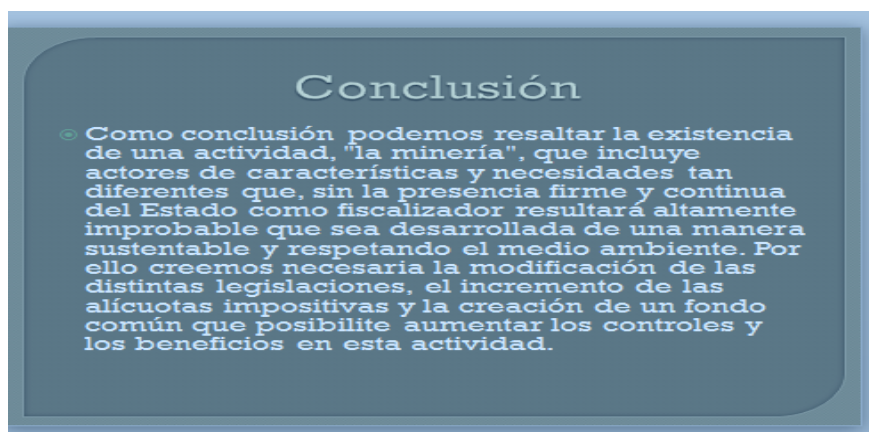 Conclusión
Como conclusión podemos resaltar la existencia
de una actividad, "la minería", que incluye
actores de características y necesidades tan
diferentes que, sin la presencia firme y continua
del Estado como fiscalizador resultará altamente
improbable que sea desarrollada de una manera
sustentable y respetando el medio ambiente. Por
ello creemos necesaria la modificación de las
distintas legislaciones, el incremento de las
alícuotas impositivas y la creación de un fondo
común que posibilite aumentar los controles y
los beneficios en esta actividad.